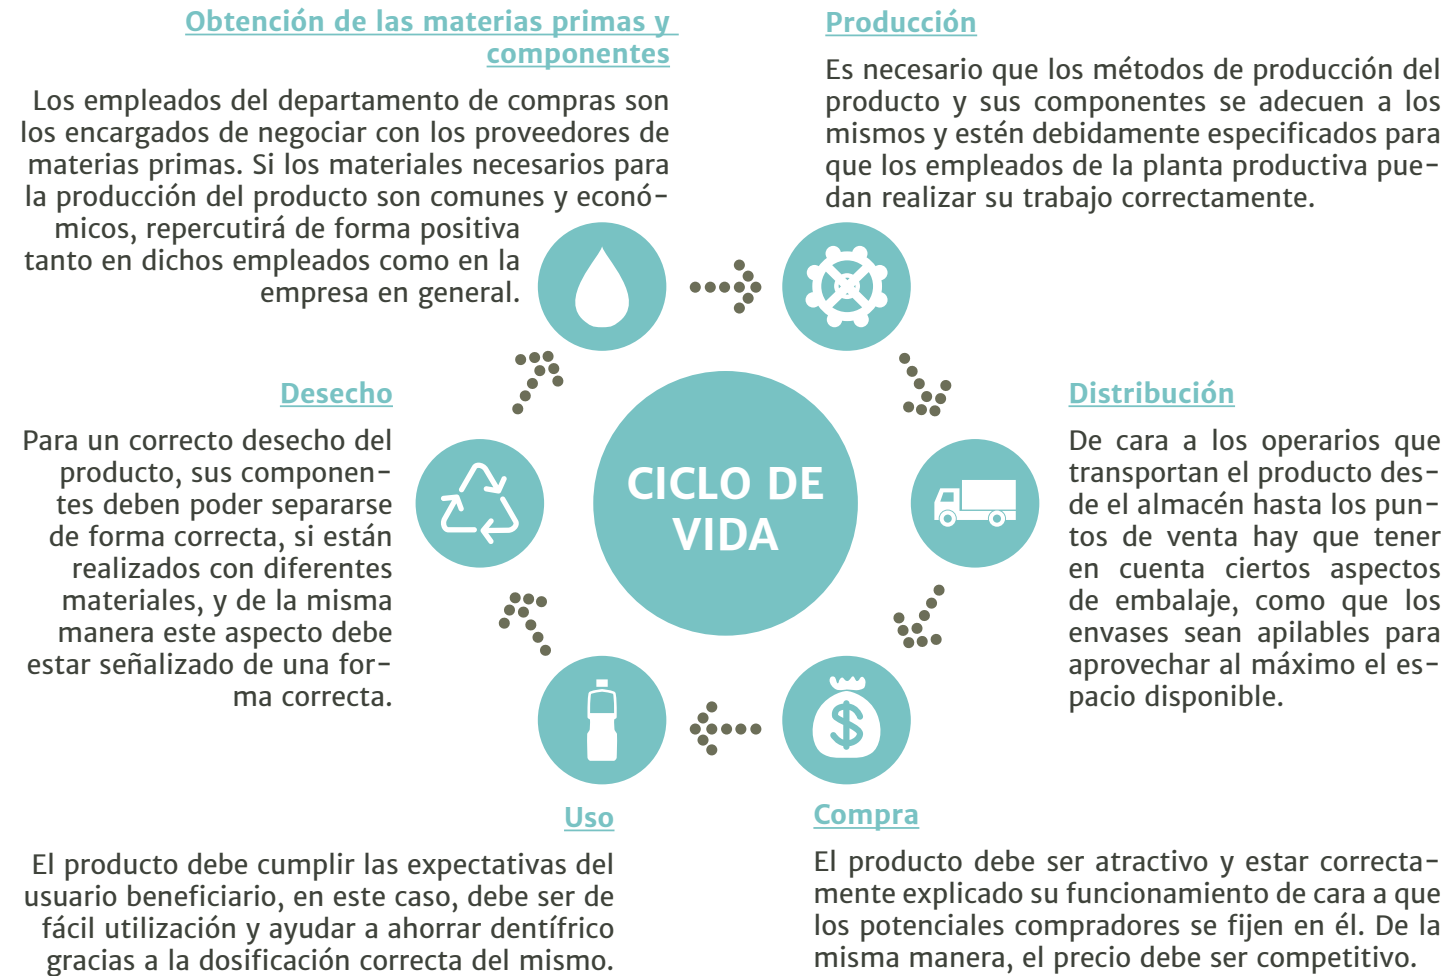 Obtención de las materias primas y
componentes
Los empleados del departamento de compras son
los encargados de negociar con los proveedores de
materias primas. Si los materiales necesarios para
la producción del producto son comunes y econó-
micos, repercutirá de forma positiva
tanto en dichos empleados como en la
empresa en general.
Producción
Es necesario que los métodos de producción del
producto y sus componentes se adecuen a los
mismos y estén debidamente especificados para
que los empleados de la planta productiva pue-
dan realizar su trabajo correctamente.
Desecho
Para un correcto desecho del
producto, sus componen-
tes deben poder separarse
de forma correcta, si están
realizados con diferentes
materiales, y de la misma
manera este aspecto debe
estar señalizado de una for-
ma correcta.
CICLO DE
VIDA
Distribución
De cara a los operarios que
transportan el producto des-
de el almacén hasta los pun-
tos de venta hay que tener
en cuenta ciertos aspectos
de embalaje, como que los
envases sean apilables para
aprovechar al máximo el es-
pacio disponible.
$
Uso
El producto debe cumplir las expectativas del
usuario beneficiario, en este caso, debe ser de
fácil utilización y ayudar a ahorrar dentífrico
gracias a la dosificación correcta del mismo.
Compra
El producto debe ser atractivo y estar correcta-
mente explicado su funcionamiento de cara a que
los potenciales compradores se fijen en él. De la
misma manera, el precio debe ser competitivo.